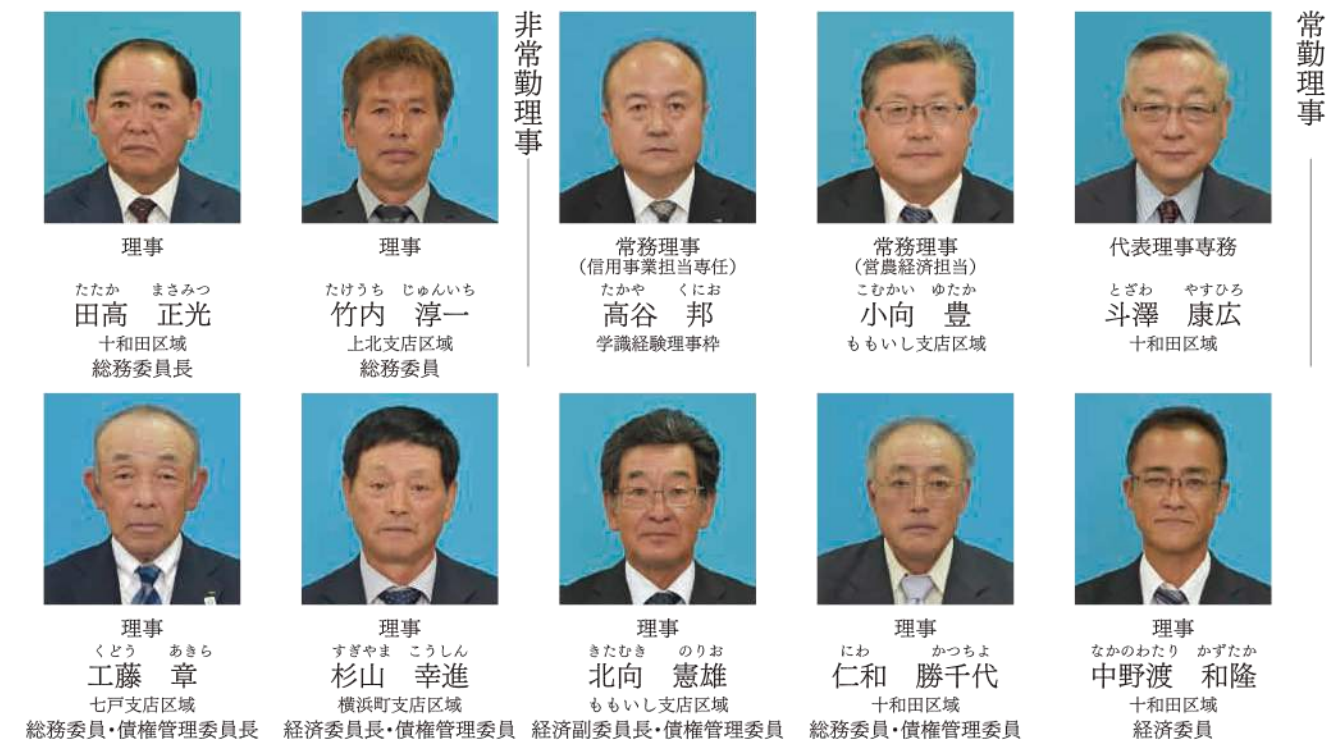 常勤理事
代表理事専務
とざわ　やすひろ
斗澤　康広
十和田区域
常務理事
（営農経済担当）
こむかい　ゆたか
小向　豊
ももいし支店区域
常務理事
（信用事業担当専任）
たかや　くにお
高谷　邦
学識経験理事枠
非常勤理事
理事
たけうち　じゅんいち
竹内　淳一
上北支店区域
総務委員
理事
たたか　まさみつ
田高　正光
十和田区域
総務委員長
理事
なかのわたり　かずたか
中野渡　和隆
十和田区域
経済委員
理事
にわ　かつちよ
仁和　勝千代
十和田区域
総務委員・債権管理委員
理事
きたむき　のりお
北向　憲雄
ももいし支店区域
経済副委員長・債権管理委員
理事
すぎやま　こうしん
杉山　幸進
横浜町支店区域
経済委員長・債権管理委員
理事
くどう　あきら
工藤　章
七戸支店区域
総務委員・債権管理委員長